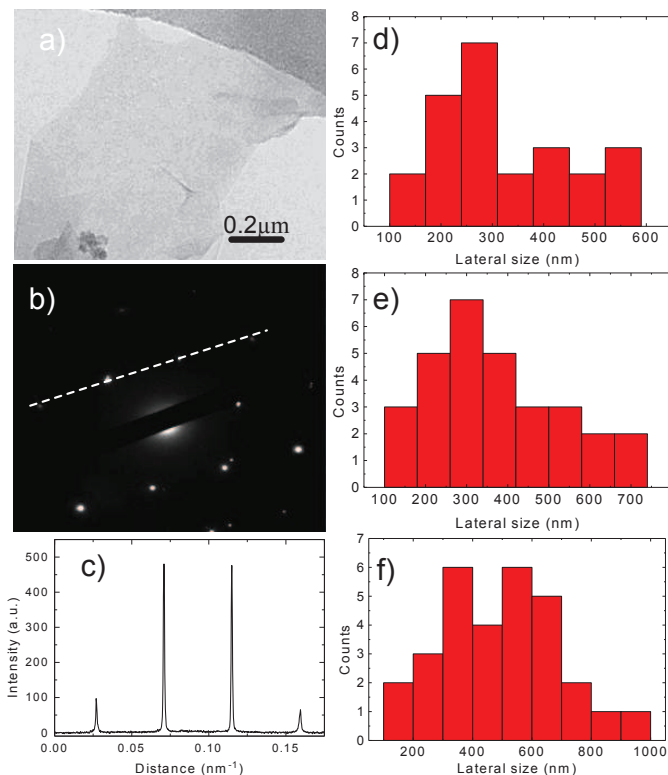 a)
0.2μm
b)
c)
500
400
300
200
100
0
Intensity (a.u.)
0.00 0.05 0.10 0.15
Distance (nm⁻¹)
d)
8
7
6
5
4
3
2
1
0
Counts
100 200 300 400 500 600
Lateral size (nm)
e)
8
7
6
5
4
3
2
1
0
Counts
100 200 300 400 500 600 700
Lateral size (nm)
f)
7
6
5
4
3
2
1
0
Counts
200 400 600 800 1000
Lateral size (nm)